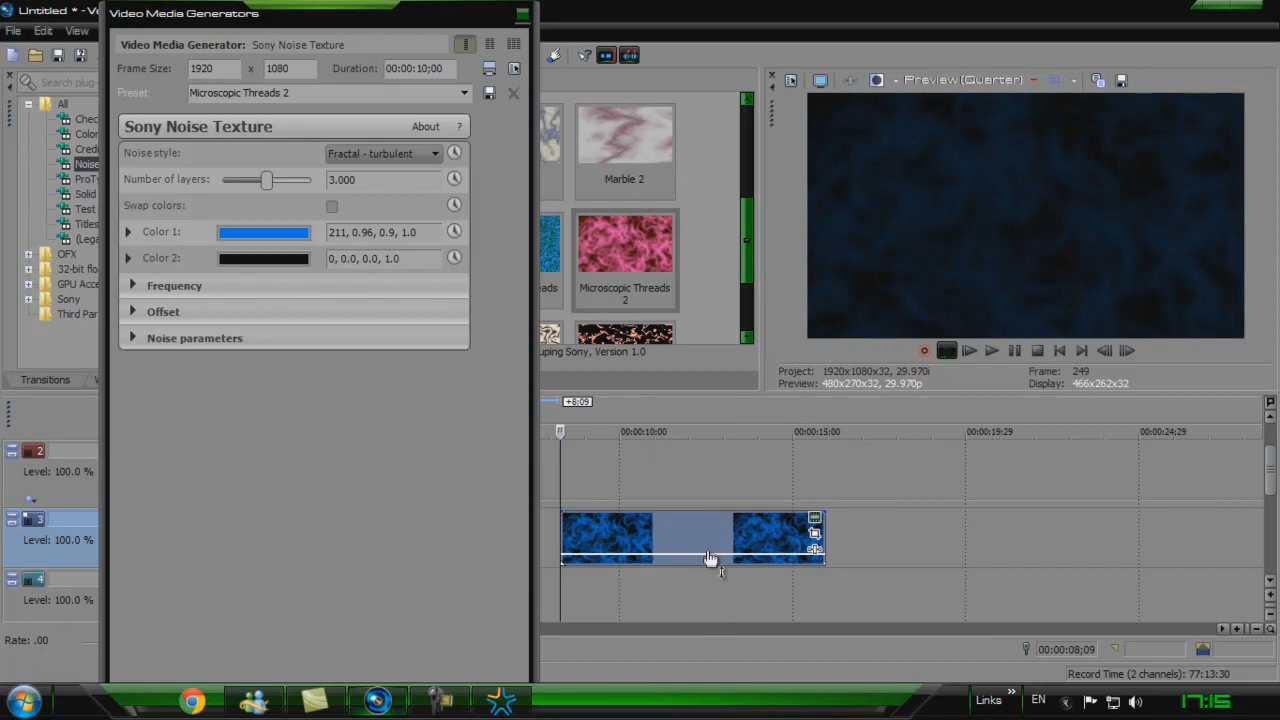 Untitled * - Ve
Video Media Generators
File Edit View
Video Media Generator: Sony Noise Texture
Frame Size: 1920 x 1080 Duration: 00:00:10;00
Preset: Microscopic Threads 2
Search plug-
All
Chec
Color
Credi
Noise
ProTy
Solid
Test
Titles
(Lega
OFX
32-bit flo
GPU Acce
Sony
Third Par
Sony Noise Texture About ?
Noise style: Fractal - turbulent
Number of layers: 3.000
Swap colors:
Color 1: 211, 0.96, 0.9, 1.0
Color 2: 0, 0.0, 0.0, 1.0
Frequency
Offset
Noise parameters
Marble 2
eads
Microscopic Threads
2
uping Sony, Version 1.0
Preview (Quarter)
Project: 1920x1080x32, 29.970i
Preview: 480x270x32, 29.970p
Frame: 249
Display: 466x262x32
Transitions V
+8:09
00:00:10;00 00:00:15;00 00:00:19;29 00:00:24;29
2
Level: 100.0 %
3
Level: 100.0 %
4
Level: 100.0 %
Rate: .00
00:00:08;09
Record Time (2 channels): 77:13:30
Links
EN
17:15